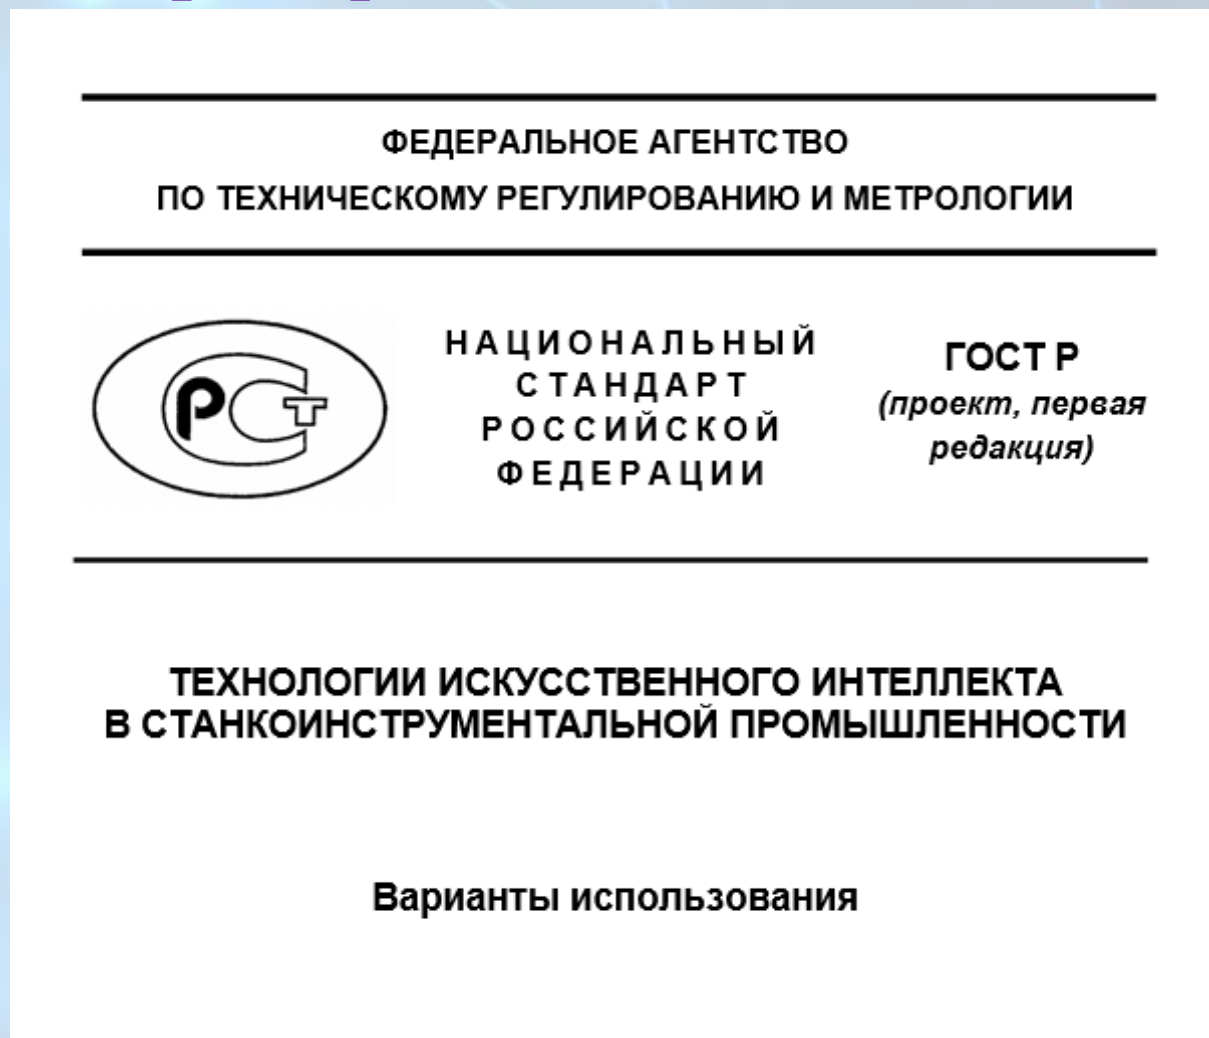 ФЕДЕРАЛЬНОЕ АГЕНТСТВО
ПО ТЕХНИЧЕСКОМУ РЕГУЛИРОВАНИЮ И МЕТРОЛОГИИ
РСТ
НАЦИОНАЛЬНЫЙ
СТАНДАРТ
РОССИЙСКОЙ
ФЕДЕРАЦИИ
ГОСТ Р
(проект, первая
редакция)
ТЕХНОЛОГИИ ИСКУССТВЕННОГО ИНТЕЛЛЕКТА
В СТАНКОИНСТРУМЕНТАЛЬНОЙ ПРОМЫШЛЕННОСТИ
Варианты использования